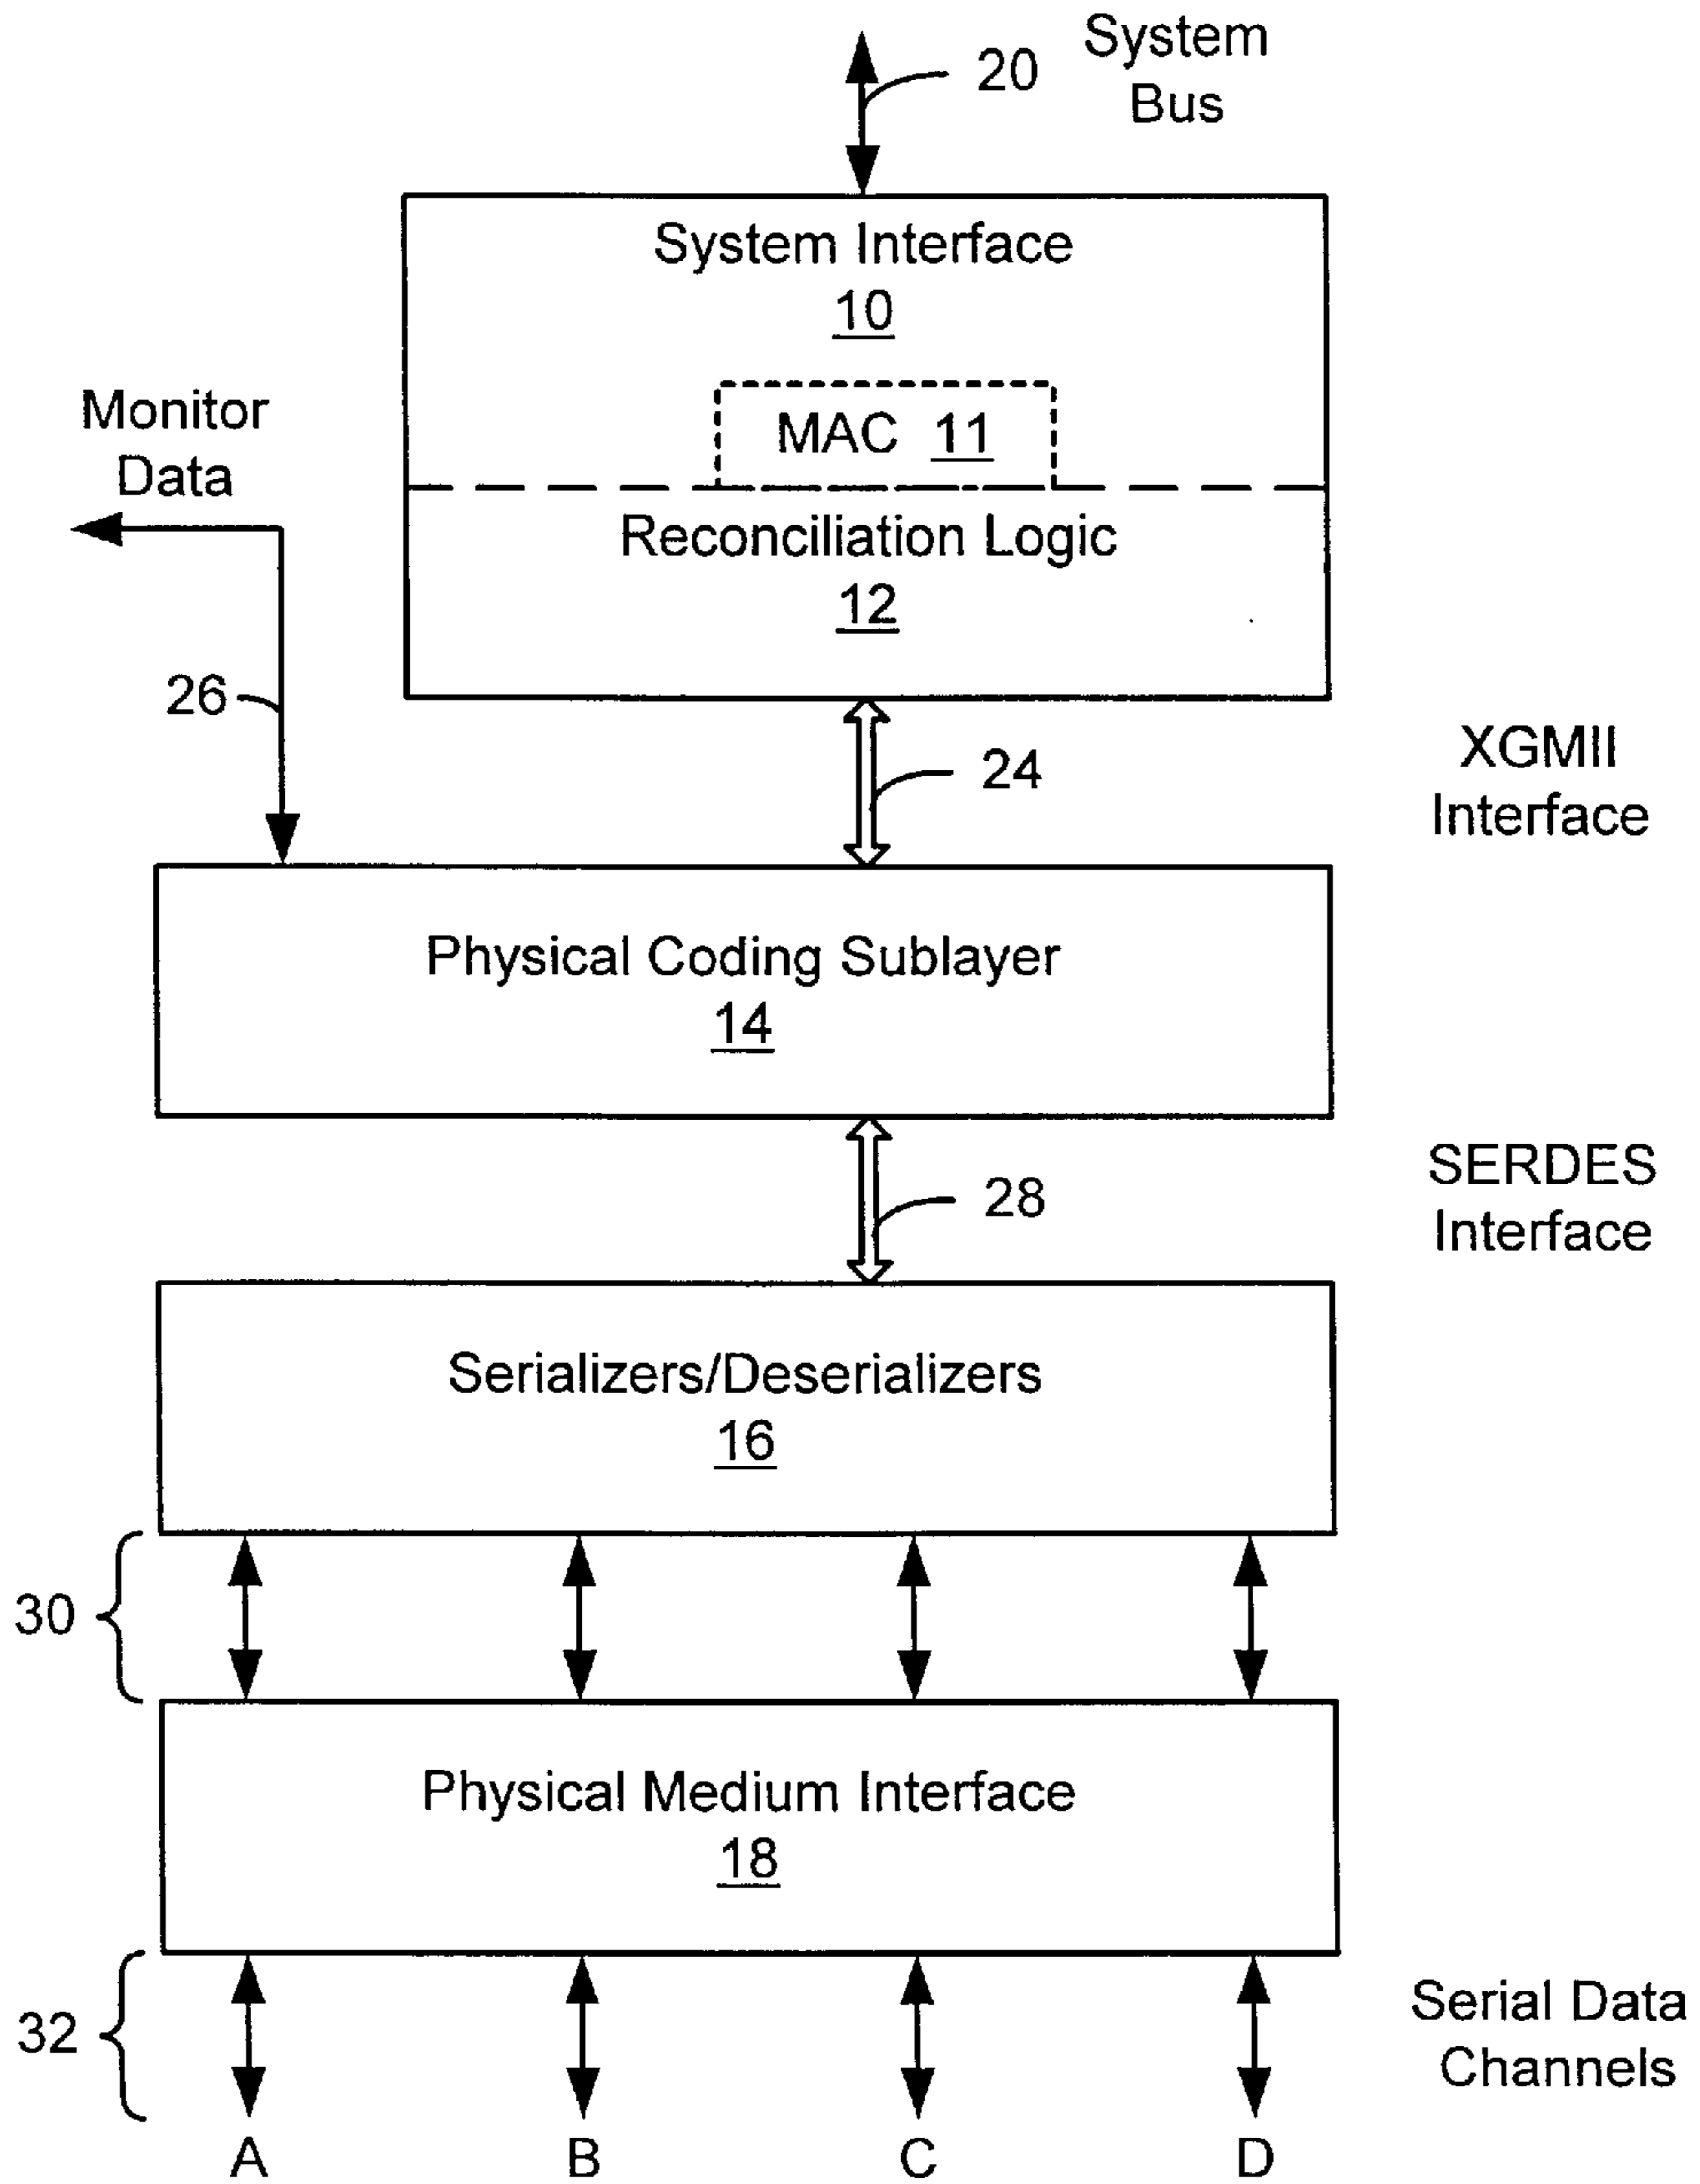 20
System
Bus
System Interface
10
MAC 11
Monitor
Data
Reconciliation Logic
12
26
24
XGMII
Interface
Physical Coding Sublayer
14
28
SERDES
Interface
Serializers/Deserializers
16
30
Physical Medium Interface
18
32
Serial Data
Channels
A B C D